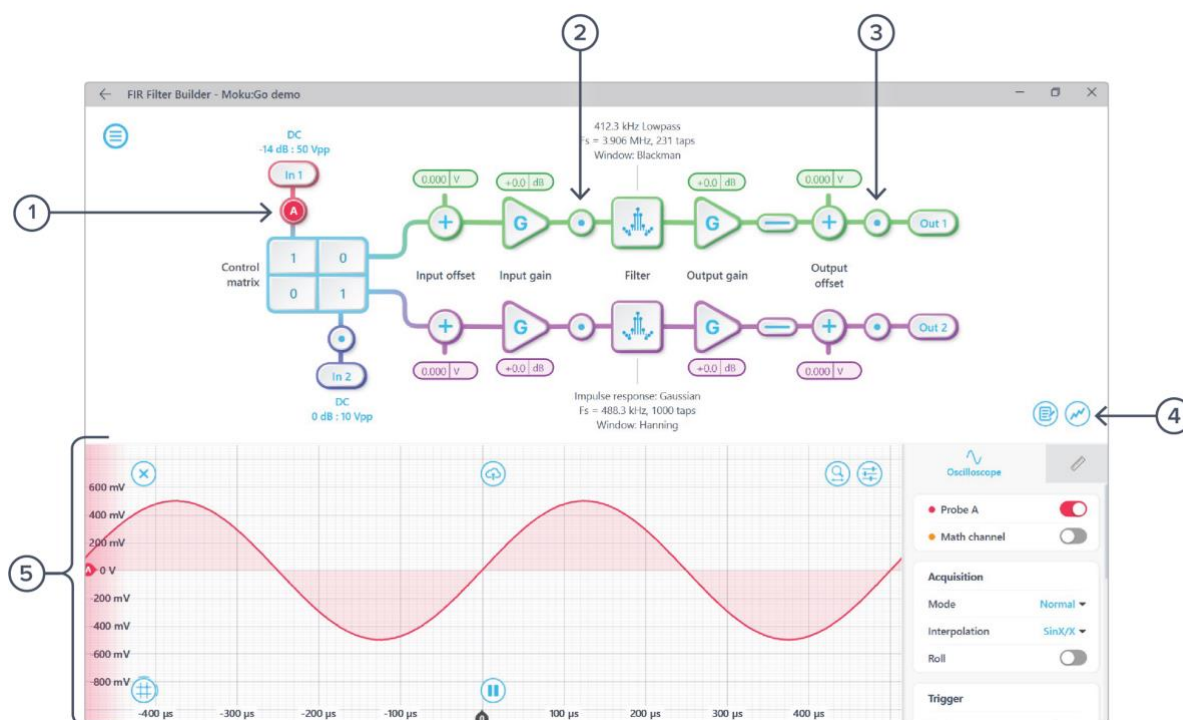 2
3
FIR Filter Builder - Moku:Go demo
DC
-14 dB : 50 Vpp
In 1
412.3 kHz Lowpass
Fs = 3.906 MHz, 231 taps
Window: Blackman
0.000 V
+0.0 dB
+0.0 dB
0.000 V
1
A
G
G
Out 1
Control
matrix
1 0
0 1
Input offset
Input gain
Filter
Output gain
Output
offset
G
G
Out 2
In 2
0.000 V
+0.0 dB
+0.0 dB
0.000 V
DC
0 dB : 10 Vpp
Impulse response: Gaussian
Fs = 488.3 kHz, 1000 taps
Window: Hanning
4
5
600 mV
400 mV
200 mV
A
0 V
-200 mV
-400 mV
-600 mV
-800 mV
-400 µs -300 µs -200 µs -100 µs 100 µs 200 µs 300 µs 400 µs
Oscilloscope
Probe A
Math channel
Acquisition
Mode Normal
Interpolation SinX/X
Roll
Trigger